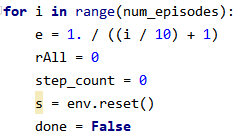 for i in range(num_episodes):
    e = 1. / ((i / 10) + 1)
    rAll = 0
    step_count = 0
    s = env.reset()
    done = False